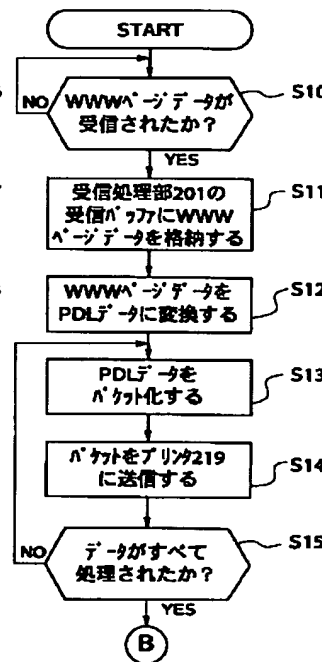 START
WWWページデータが
受信されたか?
S10
NO
YES
受信処理部201の
受信バッファにWWW
ページデータを格納する
S11
WWWページデータを
PDLデータに変換する
S12
PDLデータを
パケット化する
S13
パケットをプリンタ219
に送信する
S14
データがすべて
処理されたか?
S15
NO
YES
B